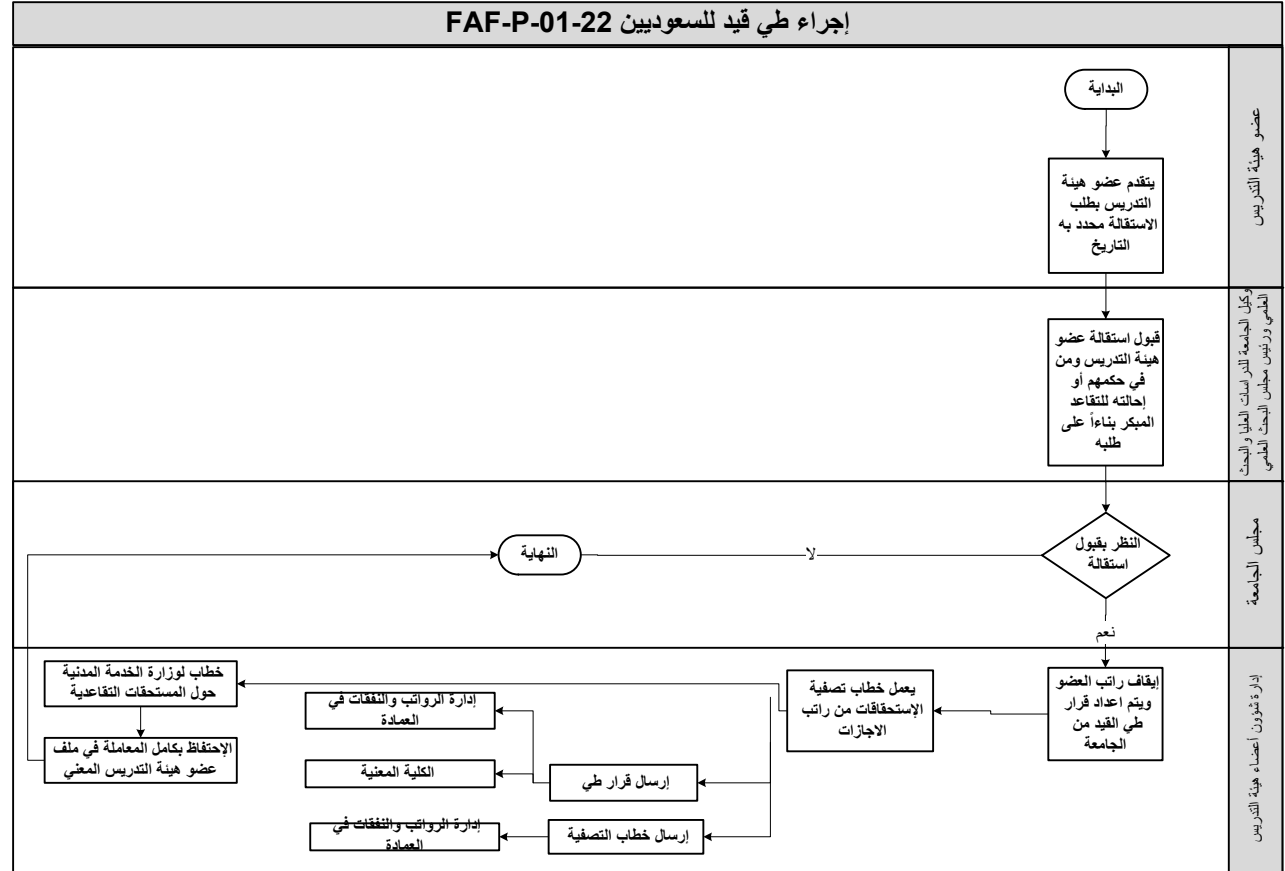 إجراء طي قيد للسعوديين FAF-P-01-22
عضو هيئة التدريس
البداية
يتقدم عضو هيئة
التدريس بطلب
الاستقالة محدد به
التاريخ
وكيل الجامعة للدراسات العليا والبحث
العلمي ورئيس مجلس البحث العلمي
قبول استقالة عضو
هيئة التدريس ومن
في حكمهم أو
إحالته للتقاعد
المبكر بناءاً على
طلبه
مجلس الجامعة
النظر بقبول
استقالة
لا
النهاية
نعم
إدارة شؤون أعضاء هيئة التدريس
إيقاف راتب العضو
ويتم اعداد قرار
طي القيد من
الجامعة
يعمل خطاب تصفية
الإستحقاقات من راتب
الاجازات
إرسال قرار طي
إدارة الرواتب والنفقات في
العمادة
الكلية المعنية
إرسال خطاب التصفية
إدارة الرواتب والنفقات في
العمادة
خطاب لوزارة الخدمة المدنية
حول المستحقات التقاعدية
الإحتفاظ بكامل المعاملة في ملف
عضو هيئة التدريس المعني